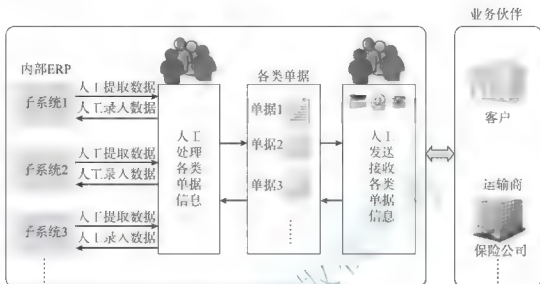 业务伙伴
内部ERP
各类单据
子系统1
人工提取数据
人工录入数据
子系统2
人工提取数据
人工录入数据
子系统3
人工提取数据
人工录入数据
人工
处理
各类
单据
信息
单据1
单据2
单据3
人工
发送
接收
各类
单据
信息
客户
运输商
保险公司